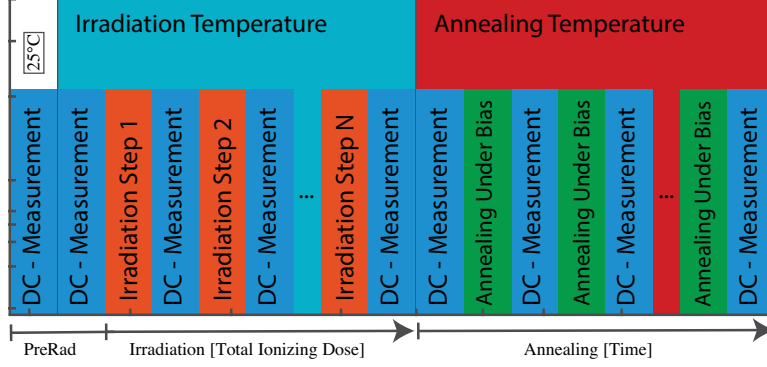 Irradiation Temperature
Annealing Temperature
25°C
DC - Measurement
DC - Measurement
Irradiation Step 1
DC - Measurement
Irradiation Step 2
DC - Measurement
...
Irradiation Step N
DC - Measurement
DC - Measurement
Annealing Under Bias
DC - Measurement
Annealing Under Bias
DC - Measurement
...
Annealing Under Bias
DC - Measurement
PreRad
Irradiation [Total Ionizing Dose]
Annealing [Time]